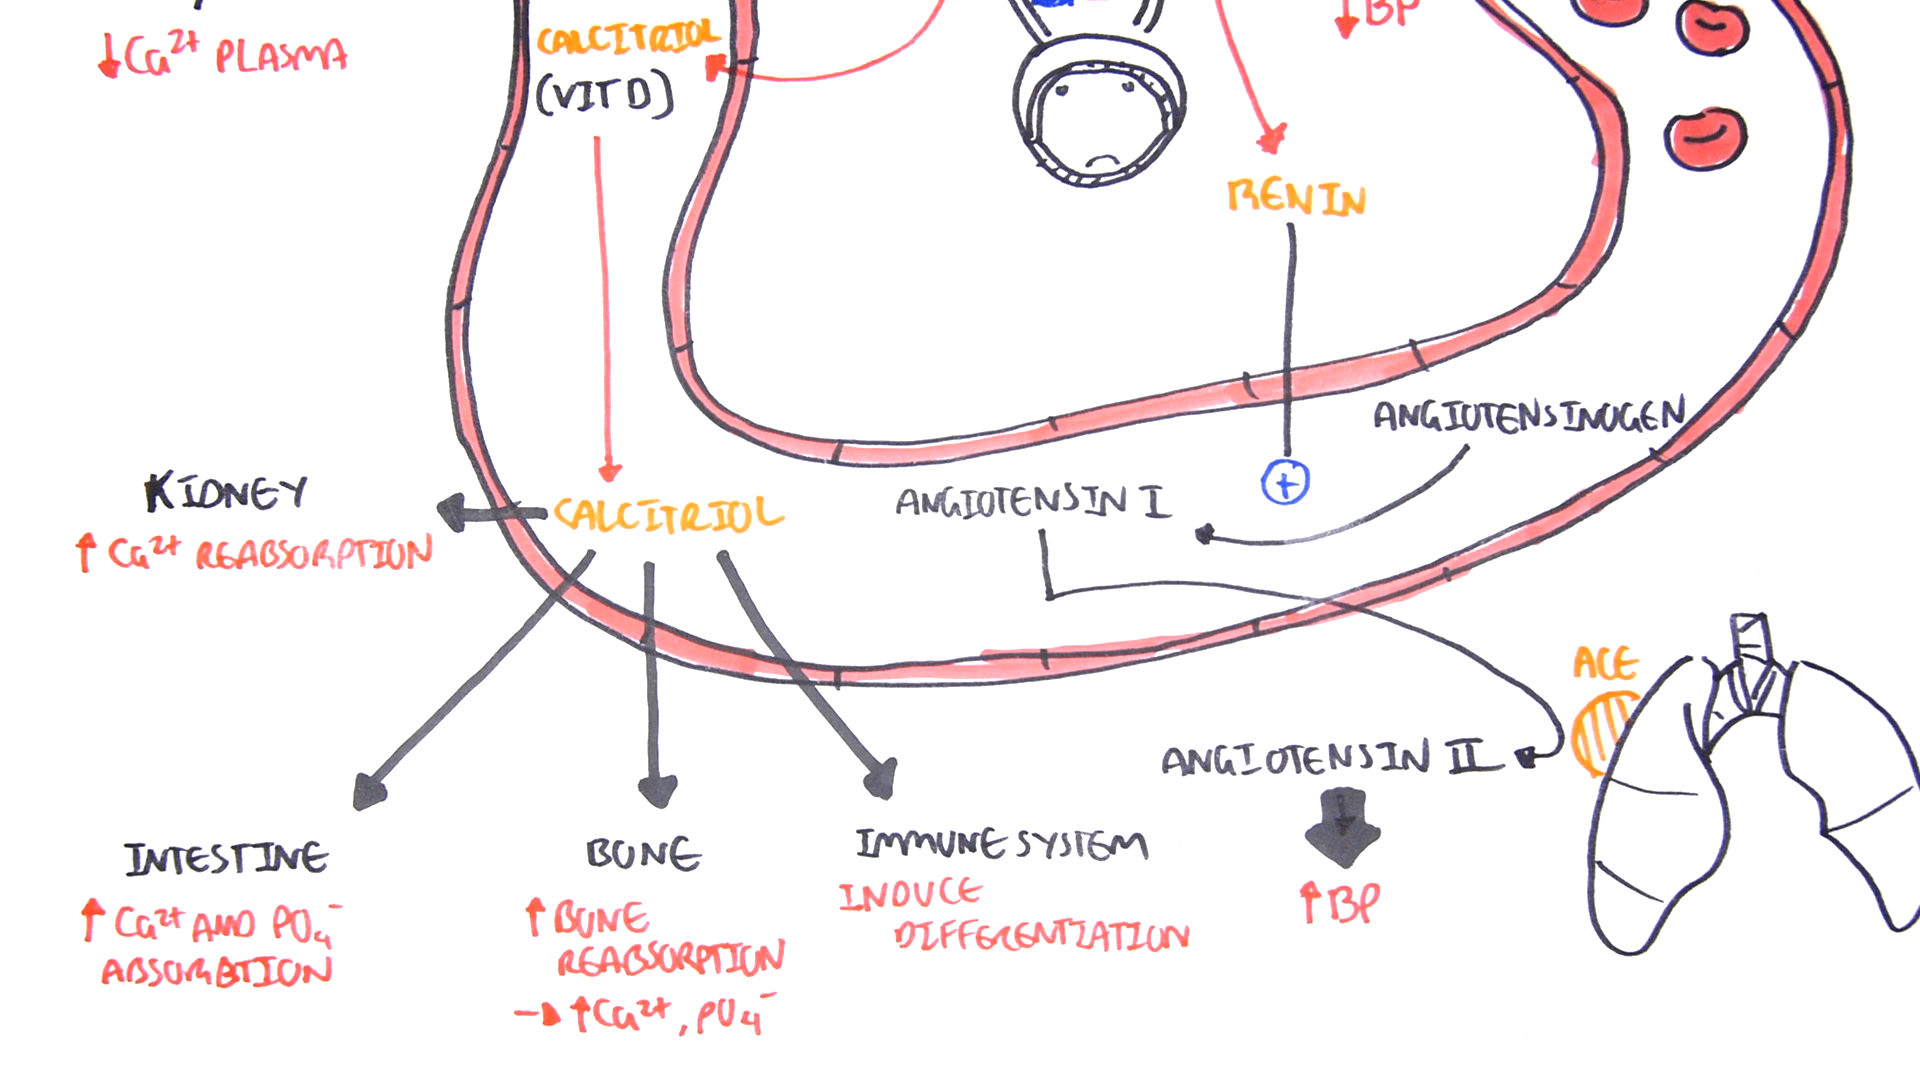 ↓BP
CALCITRIOL
(VIT D)
↓Ca²⁺ PLASMA
RENIN
ANGIOTENSINOGEN
+
KIDNEY
↑ Ca²⁺ REABSORPTION
CALCITRIOL
ANGIOTENSIN I
ACE
ANGIOTENSIN II
↑BP
INTESTINE
↑ Ca²⁺ AND PO₄⁻
ABSORBTION
BONE
↑ BONE
REABSORPTION
→ ↑Ca²⁺, PO₄⁻
IMMUNE SYSTEM
INDUCE
DIFFERENTIATION